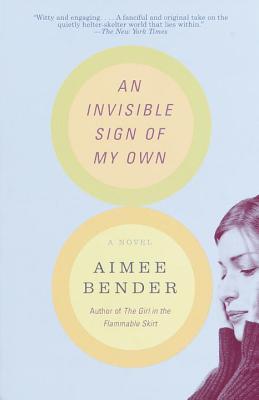 "Witty and engaging. . . . A fanciful and original take on the
quietly helter-skelter world that lies within."
—The New York Times
AN
INVISIBLE
SIGN OF
MY OWN
A NOVEL
AIMEE
BENDER
Author of The Girl in the
Flammable Skirt